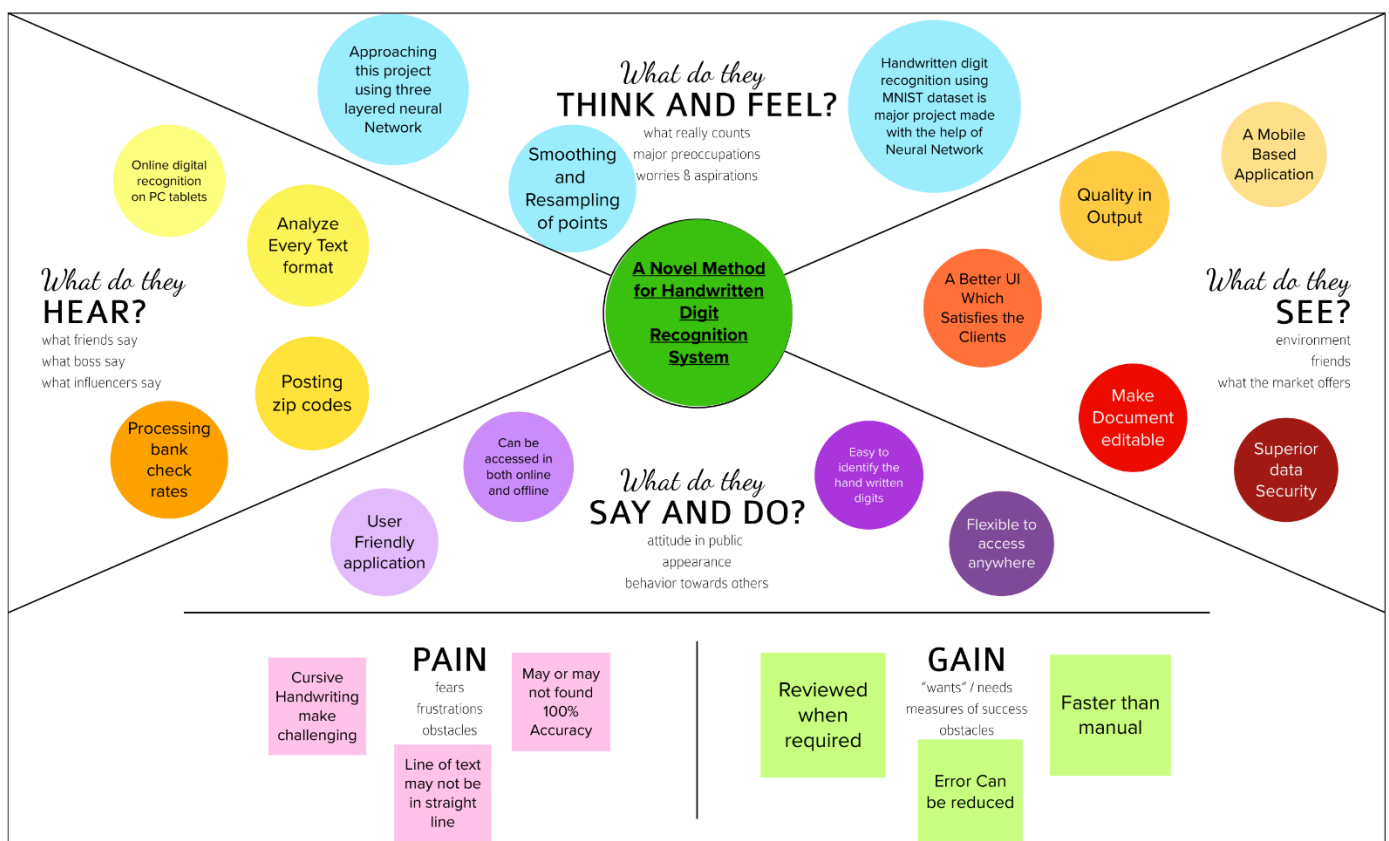 What do they
THINK AND FEEL?
what really counts
major preocupations
worries & aspirations
Approaching
this project
using three
layered neural
Network
Smoothing
and
Resampling
of points
Handwritten digit
recognition using
MNIST dataset is
major project made
with the help of
Neural Network
What do they
HEAR?
what friends say
what boss say
what influencers say
Online digital
recognition
on PC tablets
Analyze
Every Text
format
Posting
zip codes
Processing
bank
check
rates
A Novel Method
for Handwritten
Digit
Recognition
System
What do they
SEE?
environment
friends
what the market offers
A Mobile
Based
Application
Quality in
Output
A Better UI
Which
Satisfies the
Clients
Make
Document
editable
Superior
data
Security
What do they
SAY AND DO?
attitude in public
appearance
behavior towards others
Can be
accessed in
both online
and offline
User
Friendly
application
Easy to
identify the
hand written
digits
Flexible to
access
anywhere
PAIN
fears
frustrations
obstacles
Cursive
Handwriting
make
challenging
May or may
not found
100%
Accuracy
Line of text
may not be
in straight
line
GAIN
“wants” / needs
measures of success
obstacles
Reviewed
when
required
Faster than
manual
Error Can
be reduced